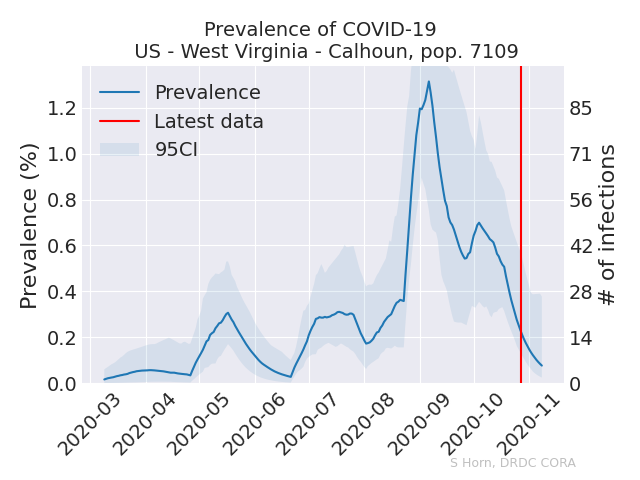 Prevalence of COVID-19
US - West Virginia - Calhoun, pop. 7109
Prevalence
Latest data
95CI
Prevalence (%)
1.2
1.0
0.8
0.6
0.4
0.2
0.0
85
71
56
42
28
14
0
# of infections
2020-03
2020-04
2020-05
2020-06
2020-07
2020-08
2020-09
2020-10
2020-11
S Horn, DRDC CORA